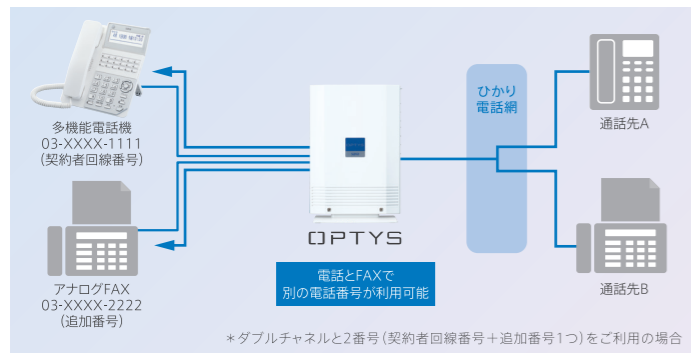 多機能電話機
03-XXXX-1111
(契約者回線番号)
アナログFAX
03-XXXX-2222
(追加番号)
OPTYS
電話とFAXで
別の電話番号が利用可能
ひかり
電話網
通話先A
通話先B
＊ダブルチャネルと2番号(契約者回線番号＋追加番号1つ)をご利用の場合